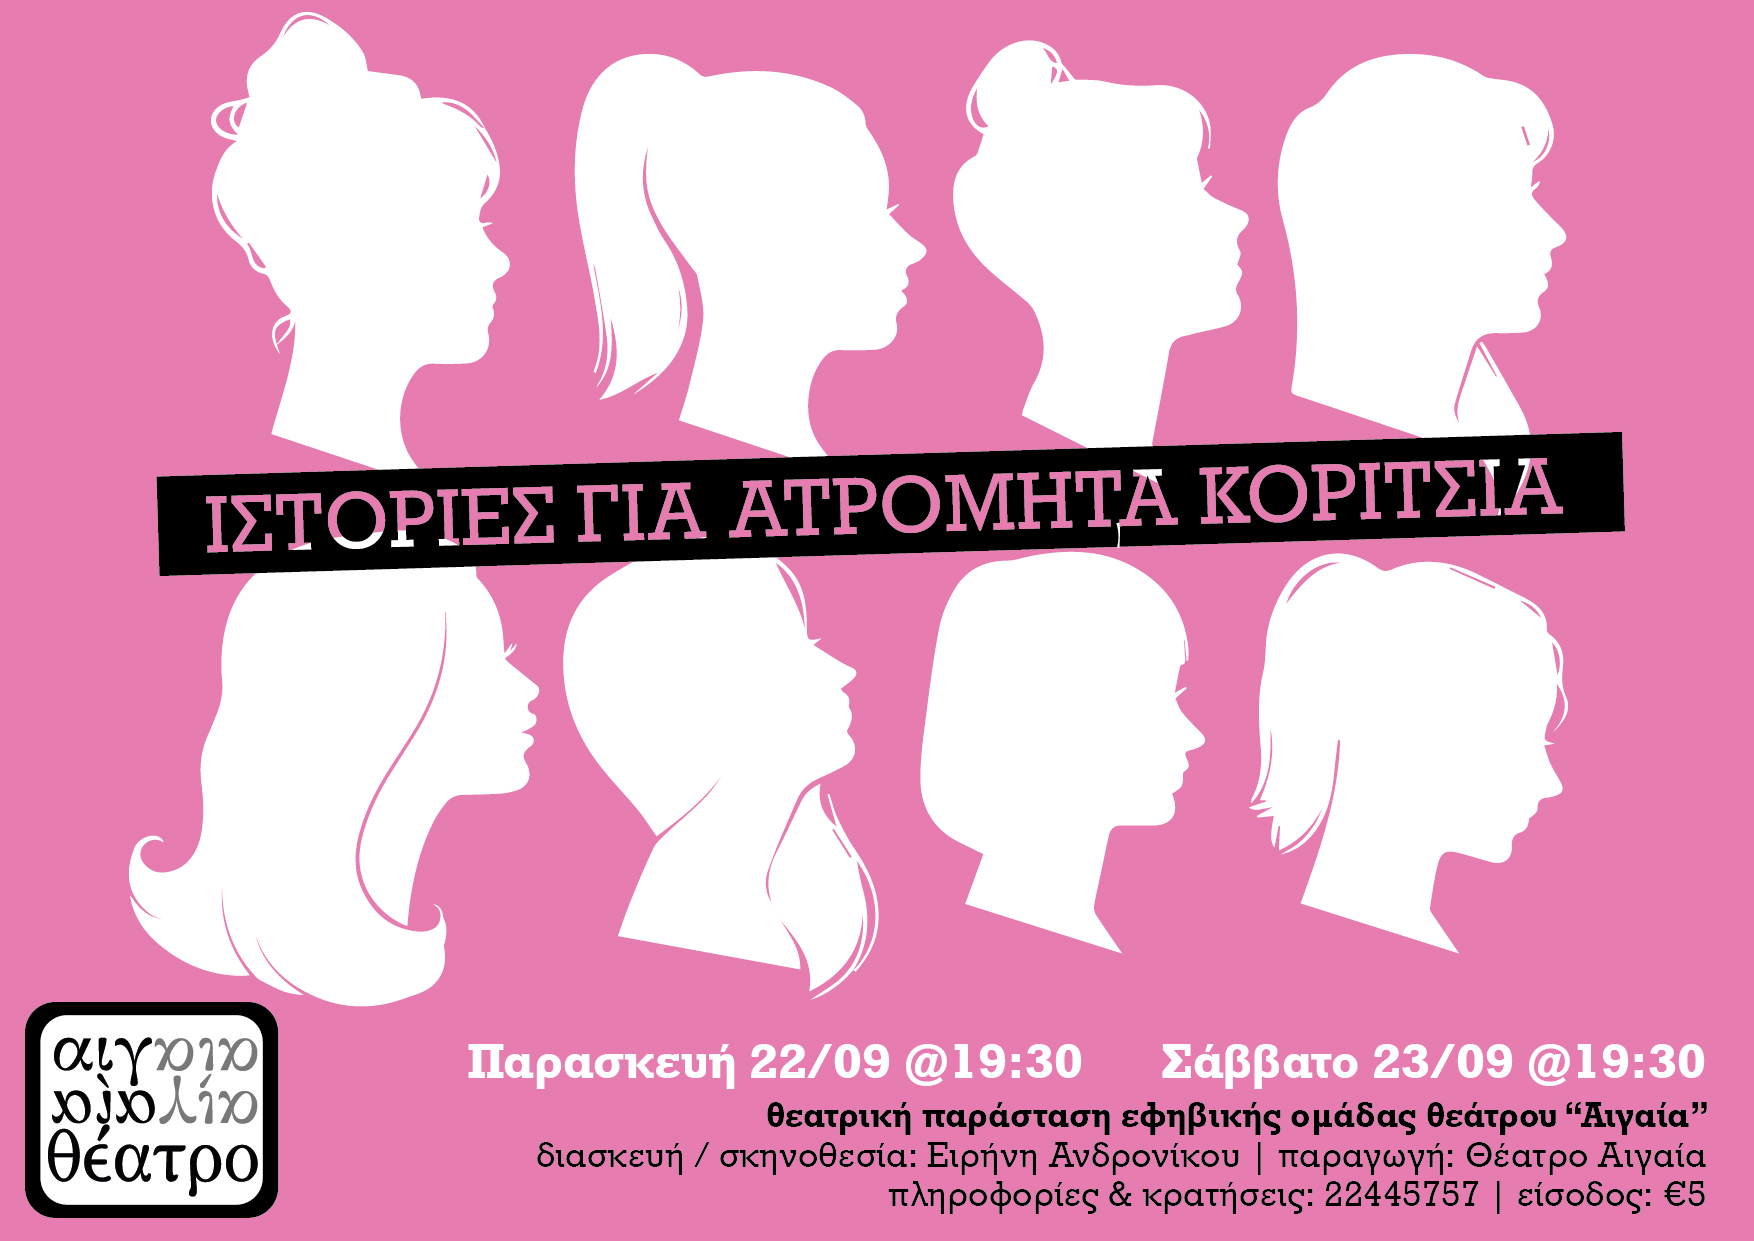 ΙΣΤΟΡΙΕΣ ΓΙΑ ΑΤΡΟΜΗΤΑ ΚΟΡΙΤΣΙΑ
θέατρο
Παρασκευή 22/09 @19:30 Σάββατο 23/09 @19:30
θεατρική παράσταση εφηβικής ομάδας θεάτρου “Αιγαία”
διασκευή / σκηνοθεσία: Ειρήνη Ανδρονίκου | παραγωγή: Θέατρο Αιγαία
πληροφορίες & κρατήσεις: 22445757 | είσοδος: €5